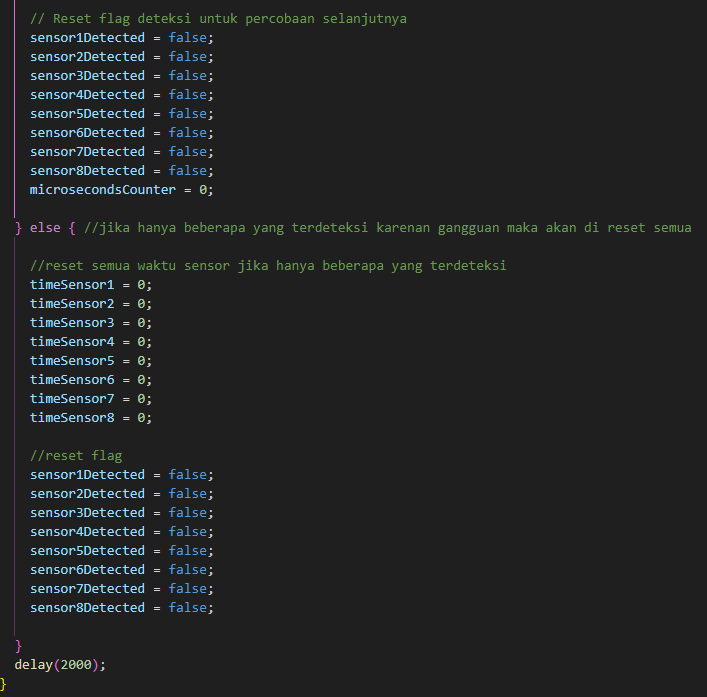 // Reset flag deteksi untuk percobaan selanjutnya
sensor1Detected = false;
sensor2Detected = false;
sensor3Detected = false;
sensor4Detected = false;
sensor5Detected = false;
sensor6Detected = false;
sensor7Detected = false;
sensor8Detected = false;
microsecondsCounter = 0;
} else { //jika hanya beberapa yang terdeteksi karenan gangguan maka akan di reset semua
//reset semua waktu sensor jika hanya beberapa yang terdeteksi
timeSensor1 = 0;
timeSensor2 = 0;
timeSensor3 = 0;
timeSensor4 = 0;
timeSensor5 = 0;
timeSensor6 = 0;
timeSensor7 = 0;
timeSensor8 = 0;
//reset flag
sensor1Detected = false;
sensor2Detected = false;
sensor3Detected = false;
sensor4Detected = false;
sensor5Detected = false;
sensor6Detected = false;
sensor7Detected = false;
sensor8Detected = false;
}
delay(2000);
}